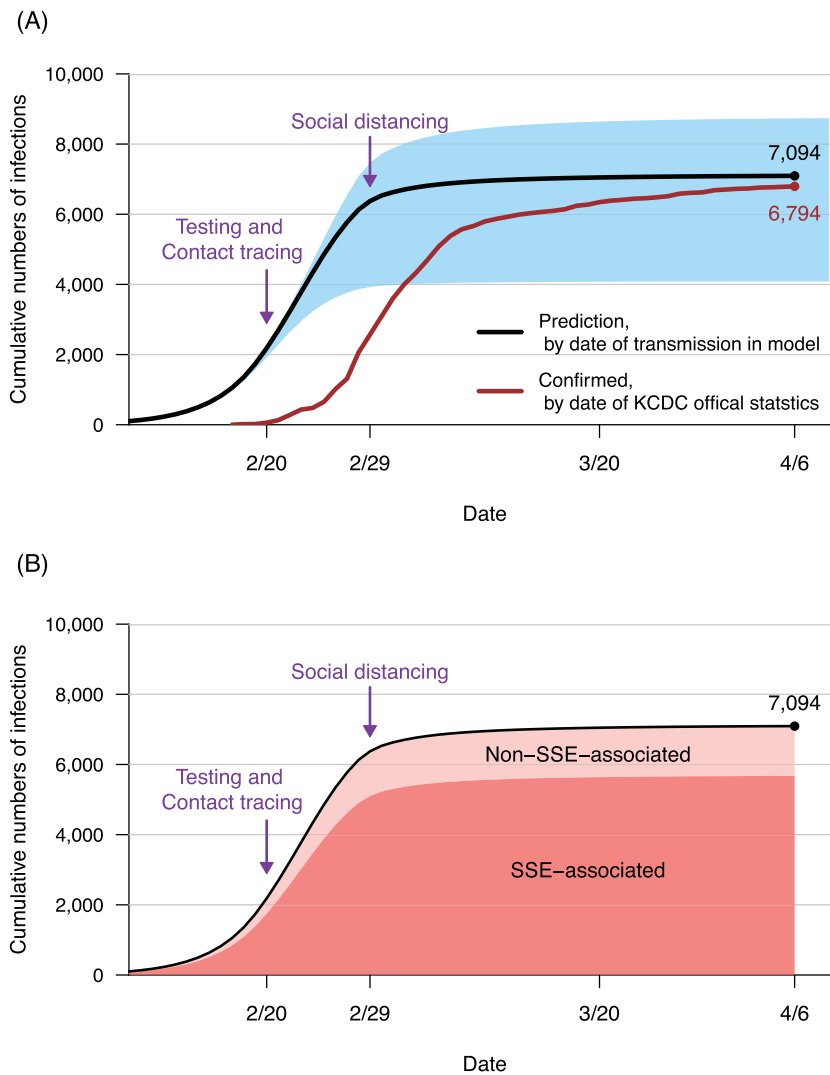 (A)
Cumulative numbers of infections
10,000
8,000
6,000
4,000
2,000
0
Social distancing
Testing and
Contact tracing
7,094
6,794
Prediction,
by date of transmission in model
Confirmed,
by date of KCDC offical statstics
2/20
2/29
3/20
4/6
Date
(B)
Cumulative numbers of infections
10,000
8,000
6,000
4,000
2,000
0
Social distancing
Testing and
Contact tracing
7,094
Non−SSE−associated
SSE−associated
2/20
2/29
3/20
4/6
Date